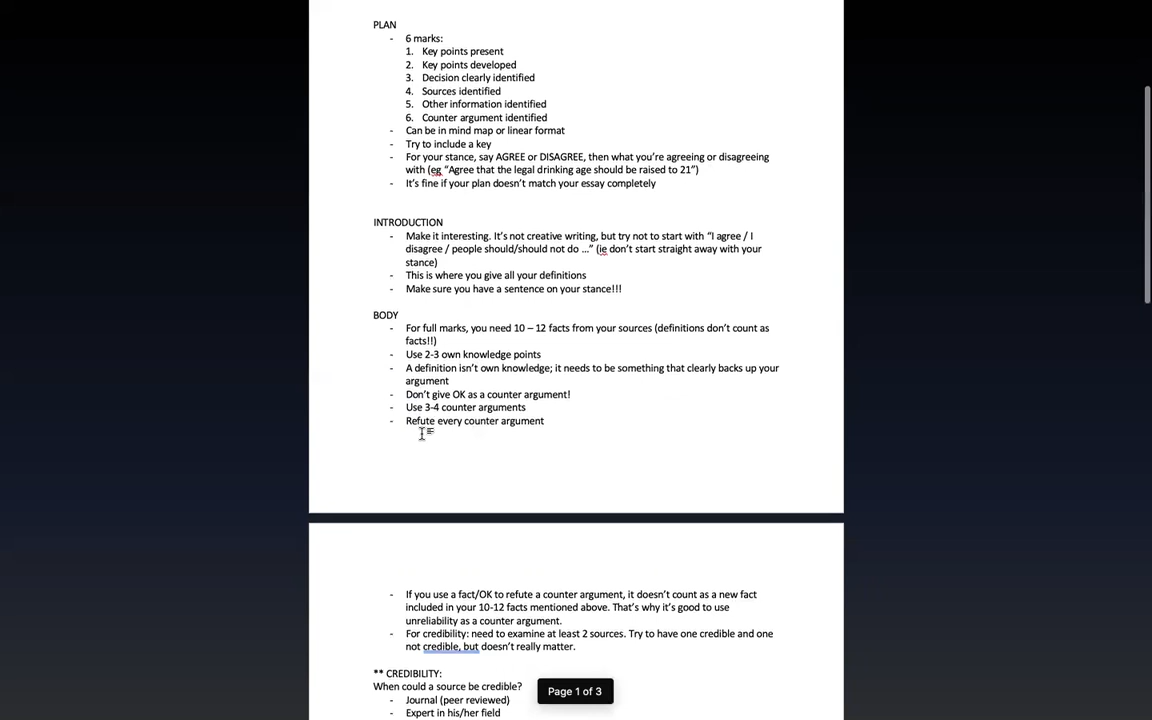 PLAN
- 6 marks:
1. Key points present
2. Key points developed
3. Decision clearly identified
4. Sources identified
5. Other information identified
6. Counter argument identified
- Can be in mind map or linear format
- Try to include a key
- For your stance, say AGREE or DISAGREE, then what you're agreeing or disagreeing
with (eg "Agree that the legal drinking age should be raised to 21")
- It's fine if your plan doesn't match your essay completely
INTRODUCTION
- Make it interesting. It's not creative writing, but try not to start with "I agree / I
disagree / people should/should not do ..." (ie don't start straight away with your
stance)
- This is where you give all your definitions
- Make sure you have a sentence on your stance!!!
BODY
- For full marks, you need 10 – 12 facts from your sources (definitions don't count as
facts!!)
- Use 2-3 own knowledge points
- A definition isn't own knowledge; it needs to be something that clearly backs up your
argument
- Don't give OK as a counter argument!
- Use 3-4 counter arguments
- Refute every counter argument
- If you use a fact/OK to refute a counter argument, it doesn't count as a new fact
included in your 10-12 facts mentioned above. That's why it's good to use
unreliability as a counter argument.
- For credibility: need to examine at least 2 sources. Try to have one credible and one
not credible, but doesn't really matter.
** CREDIBILITY:
When could a source be credible?
- Journal (peer reviewed)
- Expert in his/her field
Page 1 of 3